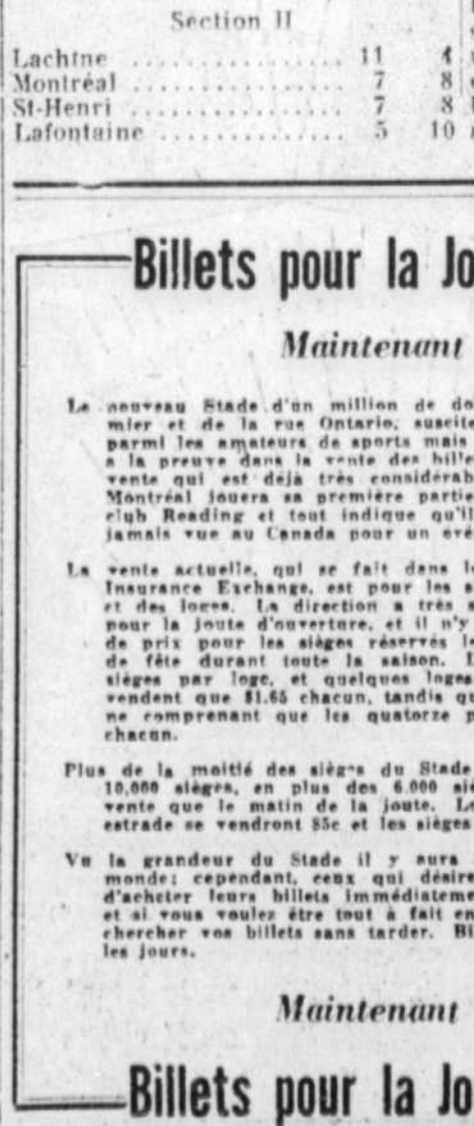 Section II
Lachine ................. 11 4
Montréal ................ 7 8
St-Henri ................ 7 8
Lafontaine .............. 5 10
Billets pour la Jo
Maintenant
Le nouveau Stade d'un million de do
mier et de la rue Ontario, suscite
parmi les amateurs de sports mais
a la preuve dans la vente des bille
vente qui est déjà très considérab
Montréal jouera sa première partie
club Reading et tout indique qu'il
jamais vue au Canada pour un évé
La vente actuelle, qui se fait dans l
Insurance Exchange, est pour les s
et des loges. La direction a très
pour la joute d'ouverture, et il n'y
de prix pour les sièges réservés l
de fête durant toute la saison.
sièges par loge, et quelques loges
vendent que $1.65 chacun, tandis qu
ne comprenant que les quatorze p
chacun.
Plus de la moitié des sièges du Stade
10,000 sièges, en plus des 6,000 siè
vente que le matin de la joute. Le
estrade se vendront 85c et les sièges
Vu la grandeur du Stade il y aura
monde; cependant, ceux qui désire
d'acheter leurs billets immédiateme
et si vous voulez être tout à fait en
chercher vos billets sans tarder. Bi
les jours.
Maintenant
Billets pour la Jo